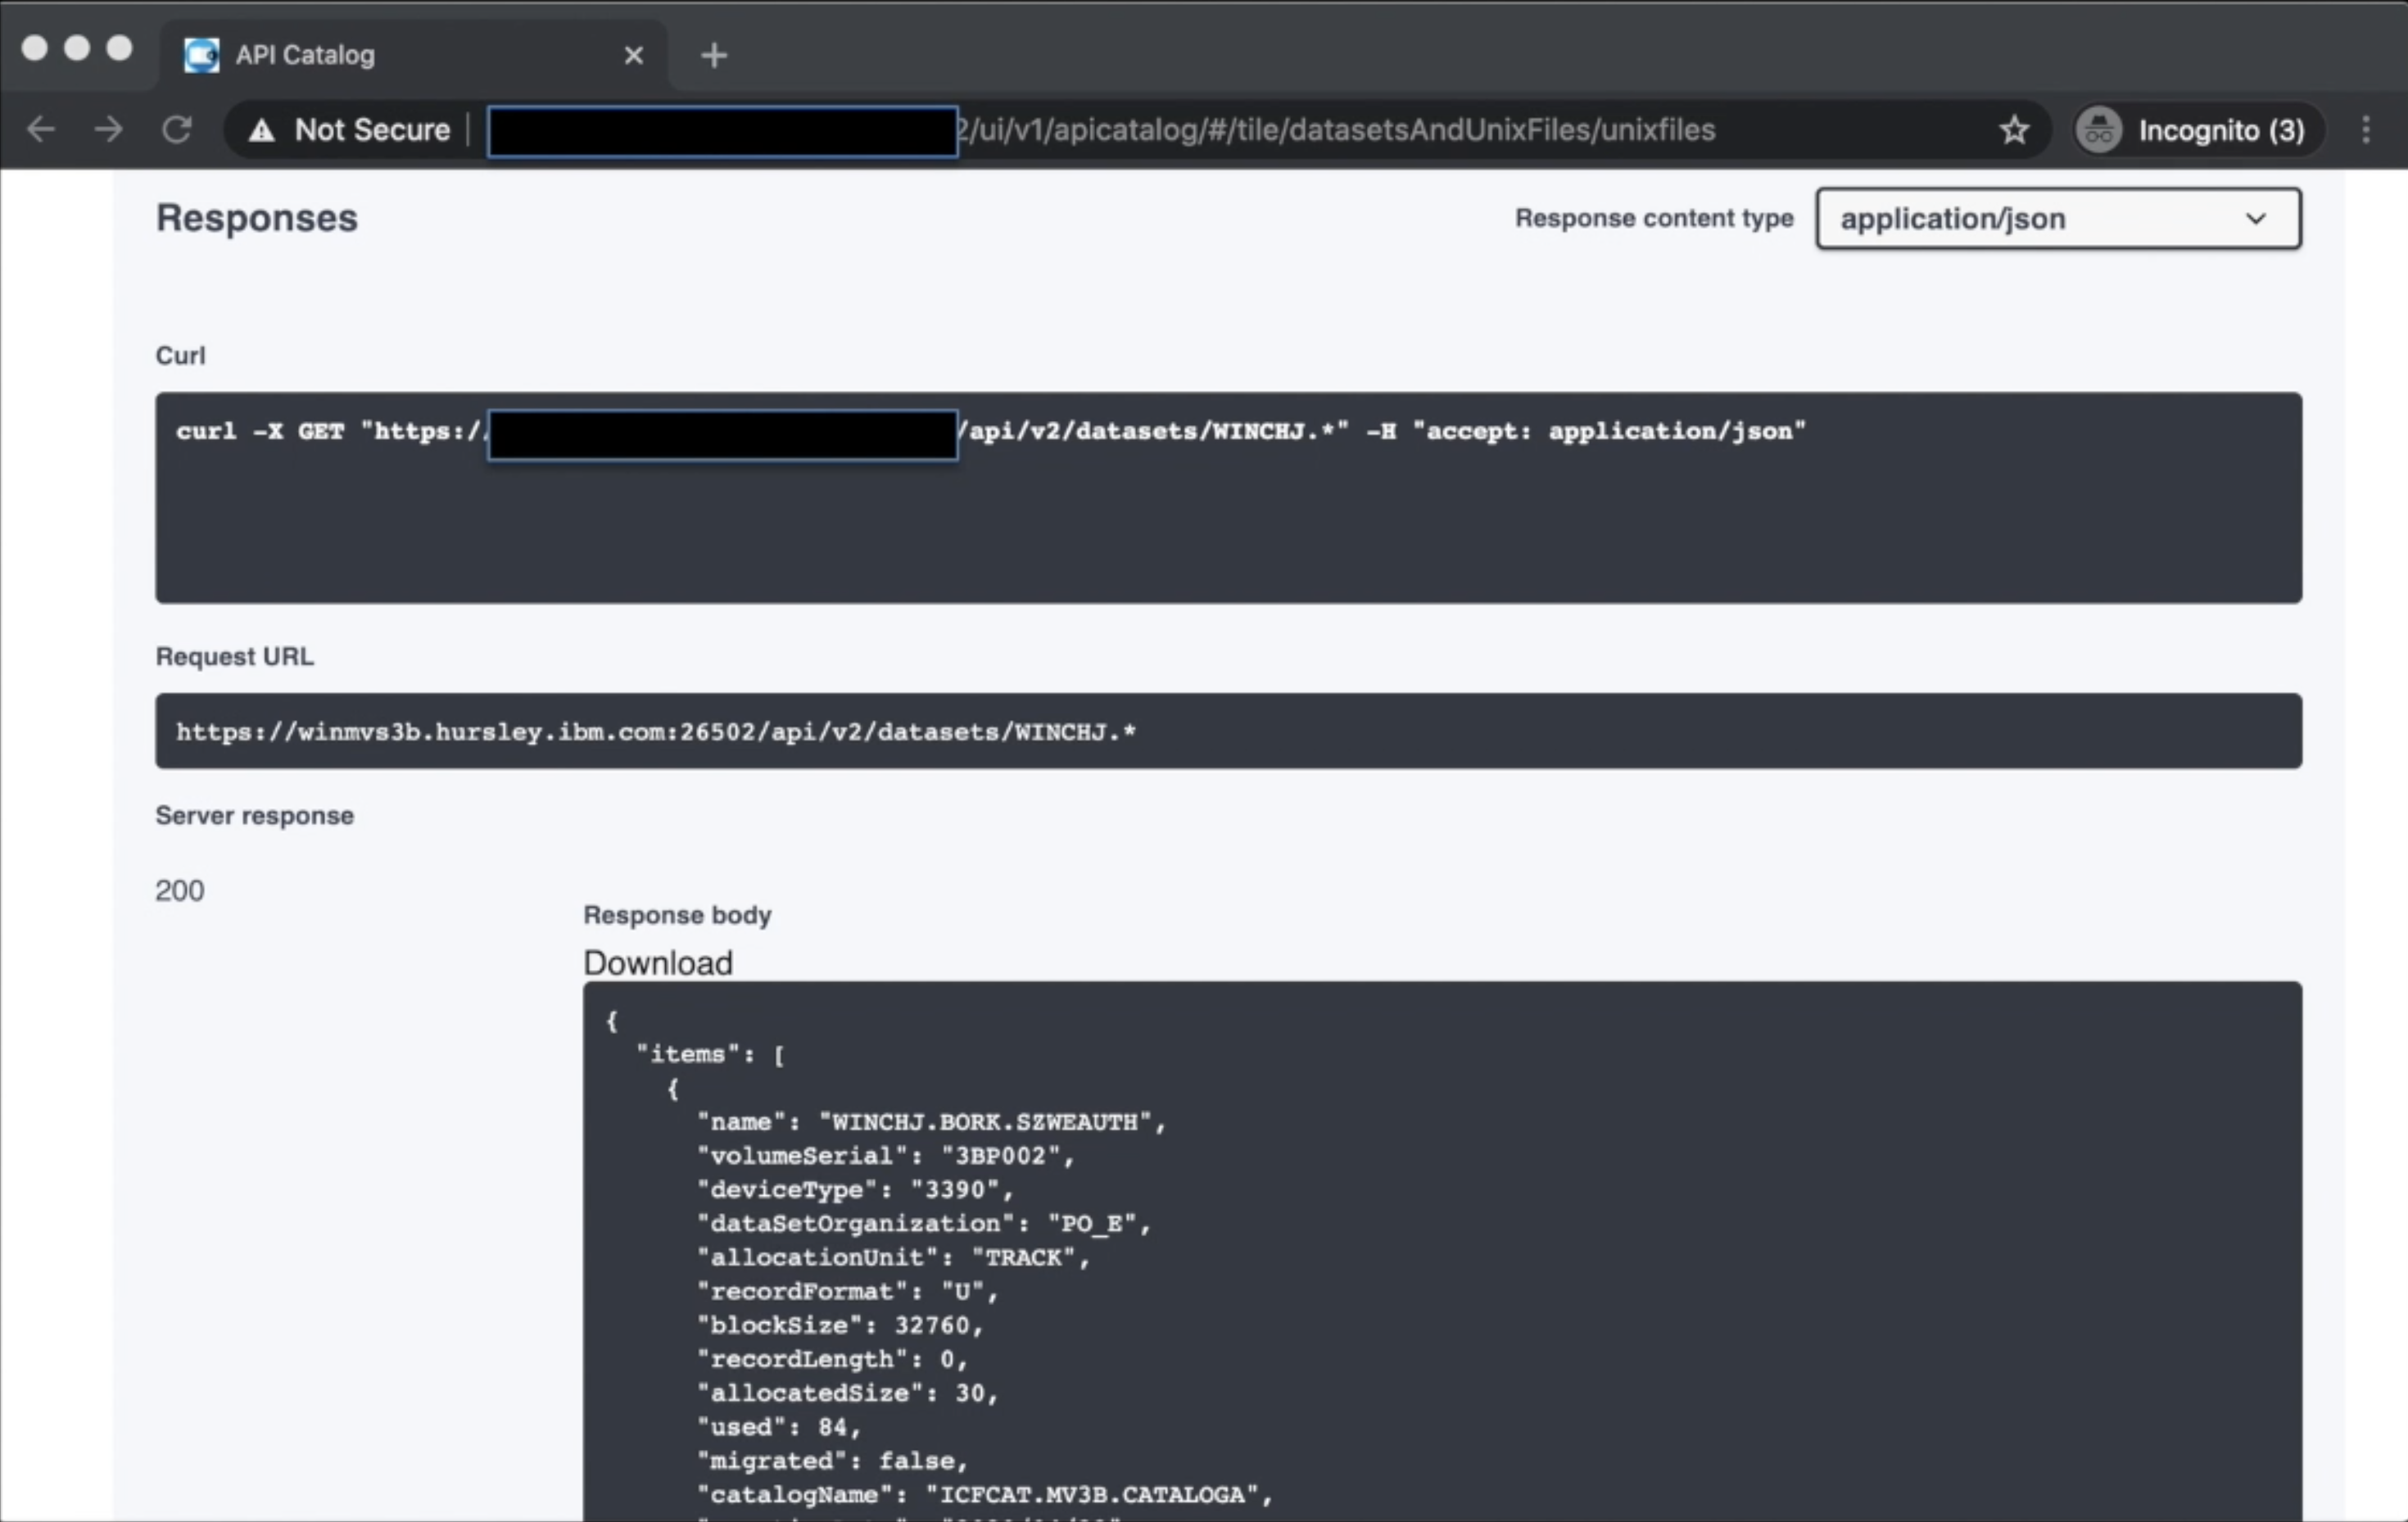 API Catalog
Not Secure
2/ui/v1/apicatalog/#/tile/datasetsAndUnixFiles/unixfiles
Incognito (3)
Responses
Response content type
application/json
Curl
curl -X GET "https:// /api/v2/datasets/WINCHJ.*" -H "accept: application/json"
Request URL
https://winmvs3b.hursley.ibm.com:26502/api/v2/datasets/WINCHJ.*
Server response
200
Response body
Download
{
"items": [
{
"name": "WINCHJ.BORK.SZWEAUTH",
"volumeSerial": "3BP002",
"deviceType": "3390",
"dataSetOrganization": "PO_E",
"allocationUnit": "TRACK",
"recordFormat": "U",
"blockSize": 32760,
"recordLength": 0,
"allocatedSize": 30,
"used": 84,
"migrated": false,
"catalogName": "ICFCAT.MV3B.CATALOGA",